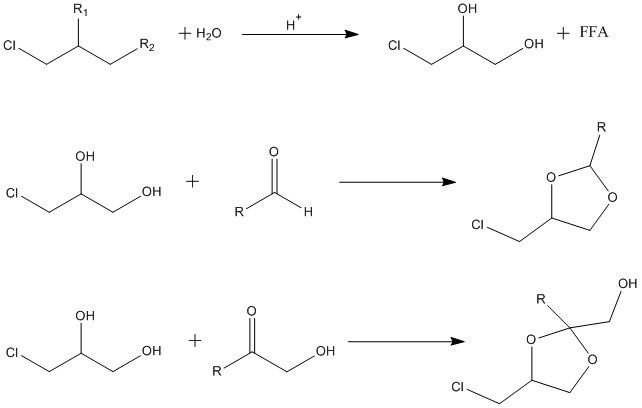 R1
Cl R2 + H2O H+ Cl OH OH + FFA
OH O R
Cl OH + R H O O Cl
OH O R OH
Cl OH + R OH O O Cl